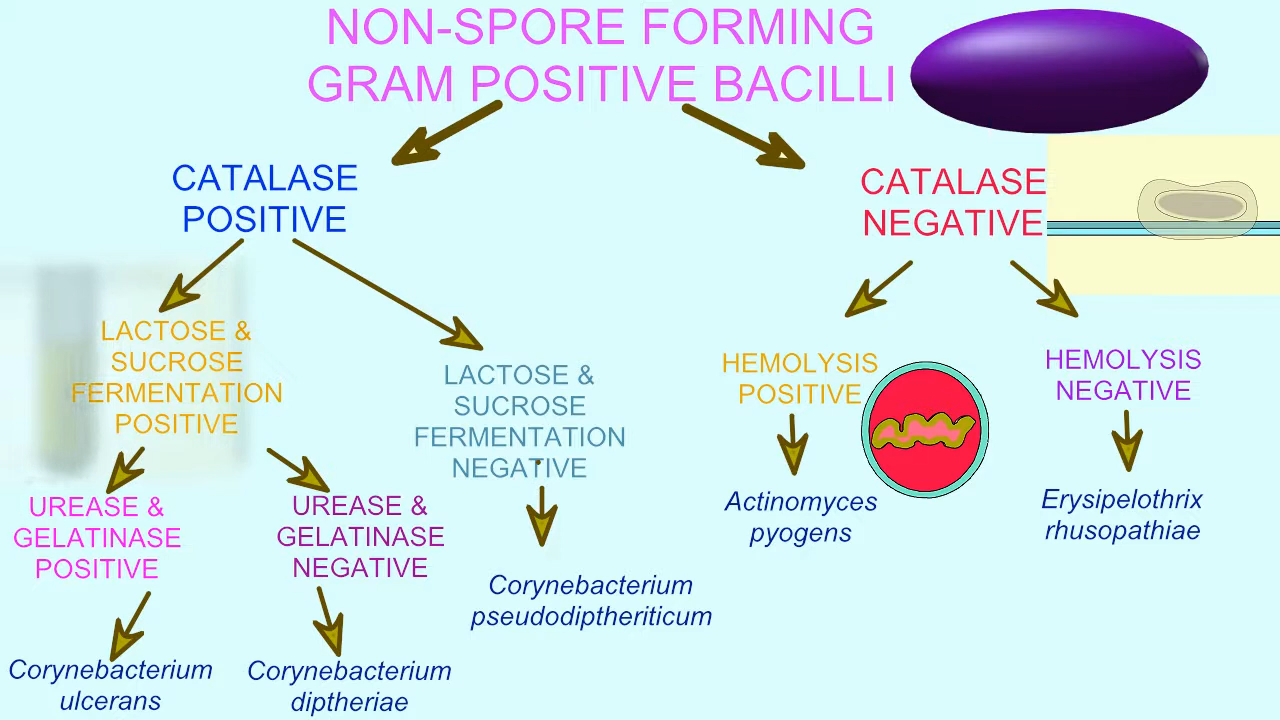 NON-SPORE FORMING
GRAM POSITIVE BACILLI
CATALASE
POSITIVE
CATALASE
NEGATIVE
LACTOSE &
SUCROSE
FERMENTATION
POSITIVE
LACTOSE &
SUCROSE
FERMENTATION
NEGATIVE
HEMOLYSIS
POSITIVE
HEMOLYSIS
NEGATIVE
UREASE &
GELATINASE
POSITIVE
UREASE &
GELATINASE
NEGATIVE
Actinomyces
pyogens
Erysipelothrix
rhusopathiae
Corynebacterium
pseudodiptheriticum
Corynebacterium
ulcerans
Corynebacterium
diptheriae